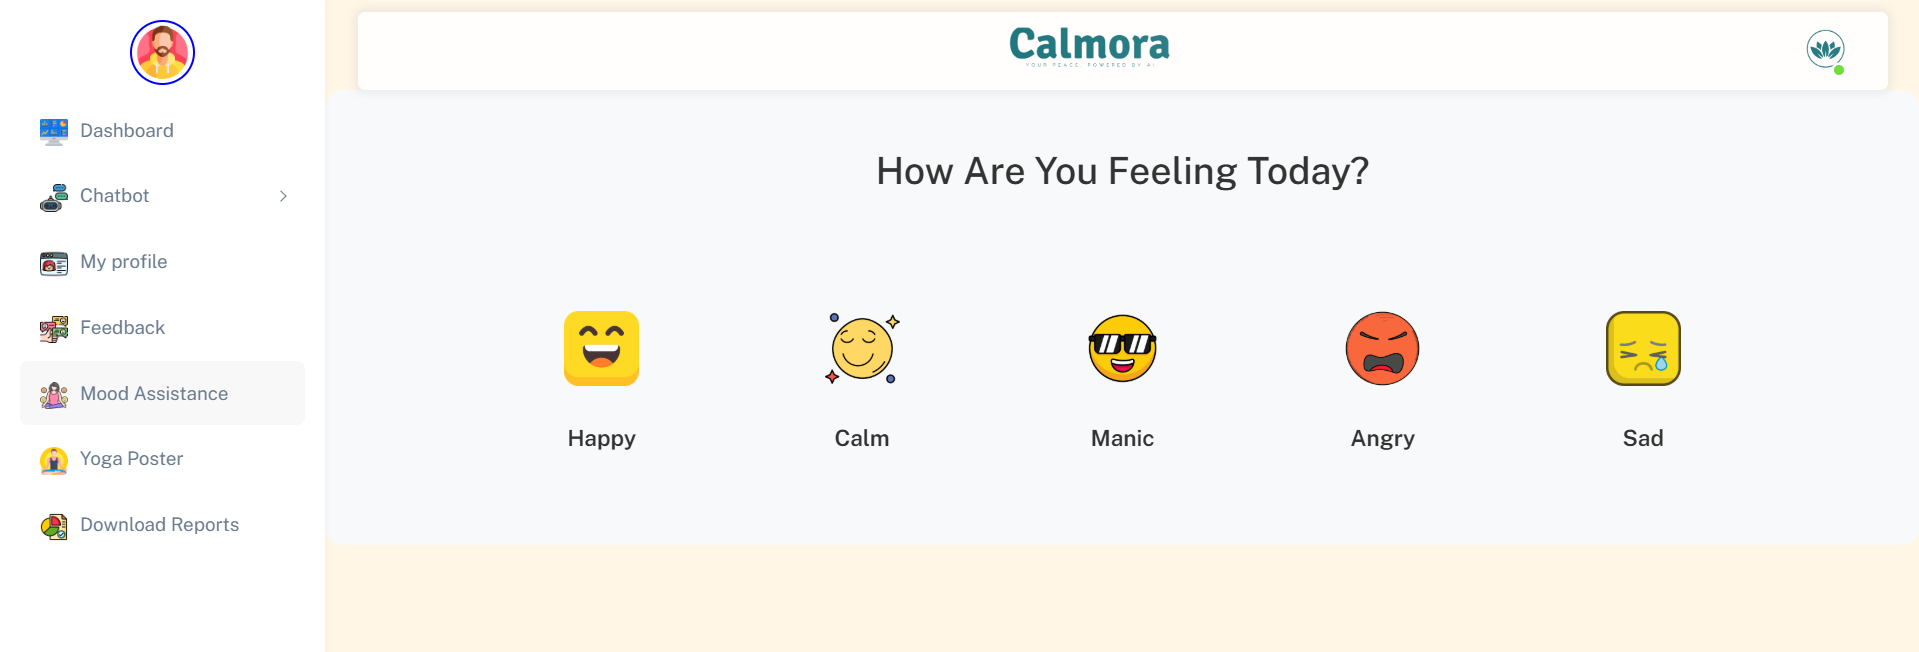 Calmora
YOUR PEACE, POWERED BY AI
Dashboard
Chatbot
My profile
Feedback
Mood Assistance
Yoga Poster
Download Reports
How Are You Feeling Today?
Happy
Calm
Manic
Angry
Sad